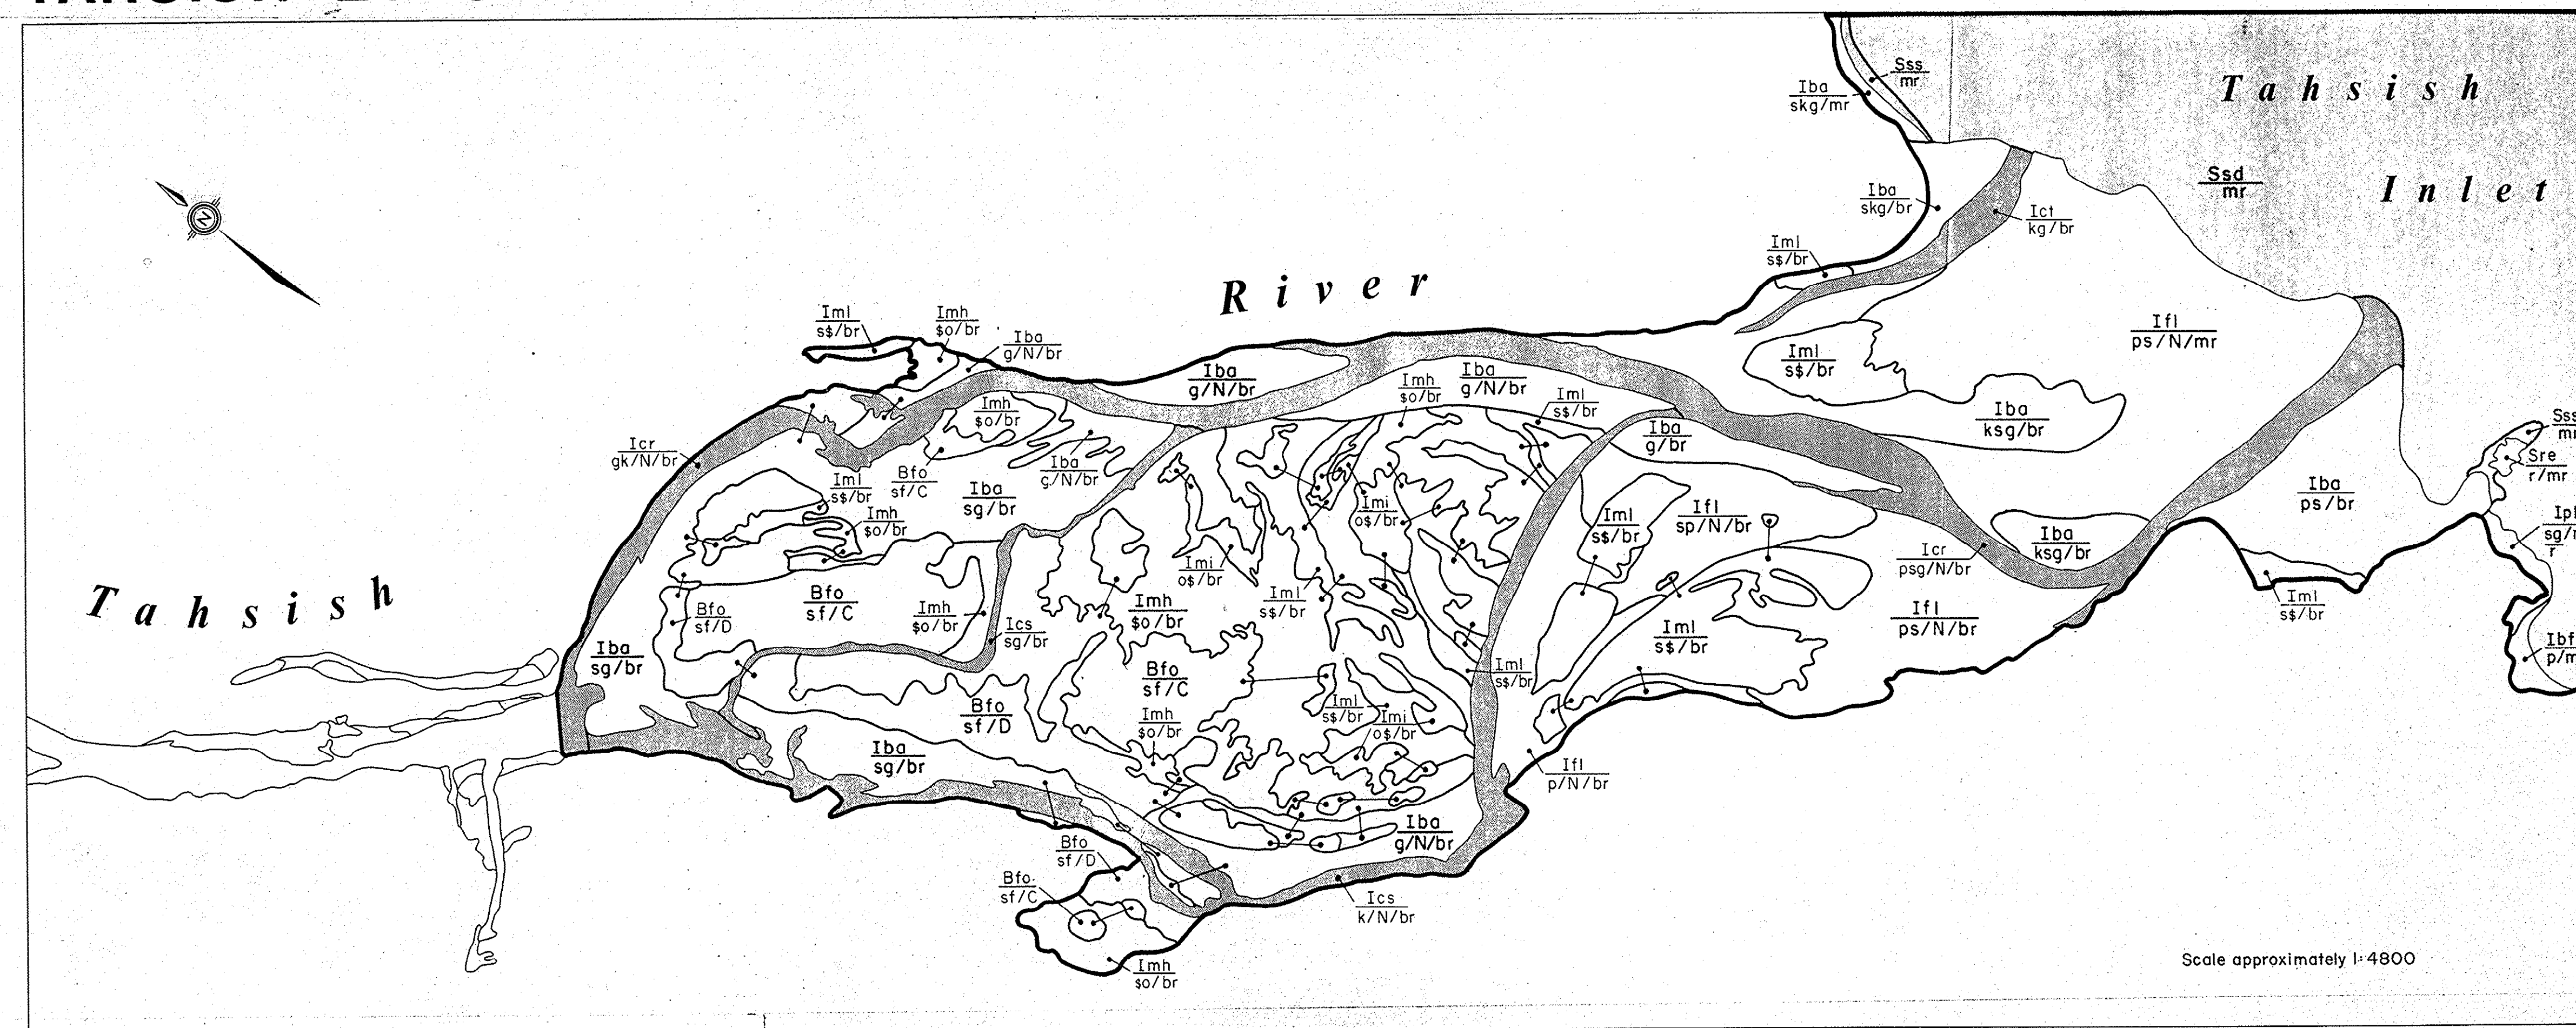 Sss
mr
Iba
skg/mr
Tahsish
Ssd
mr
Inlet
Iba
skg/br
Ict
kg/br
Iml
s$/br
River
Iml
s$/br
Imh
$o/br
Iba
g/N/br
Ifl
ps/N/mr
Iml
s$/br
Iba
g/N/br
Iba
g/N/br
Imh
$o/br
Iml
s$/br
Imh
$o/br
Iba
ksg/br
Iba
g/br
Icr
gk/N/br
Bfo
sf/C
Iba
g/N/br
Iml
s$/br
Iba
sg/br
Sre
r/mr
Iba
ps/br
Imh
$o/br
Imi
o$/br
Iml
s$/br
Ifl
sp/N/br
Iba
ksg/br
Icr
psg/N/br
Imi
o$/br
Tahsish
Bfo
sf/D
Bfo
sf/C
Imh
$o/br
Ics
sg/br
Imh
$o/br
Iml
s$/br
Iml
s$/br
Ifl
ps/N/br
Iml
s$/br
Iba
sg/br
Bfo
sf/C
Iml
s$/br
Bfo
sf/D
Imh
$o/br
Iml
s$/br
Imi
o$/br
Iba
sg/br
Ifl
p/N/br
Iba
g/N/br
Bfo
sf/D
Bfo
sf/C
Ics
k/N/br
Imh
$o/br
Scale approximately 1:4800
N